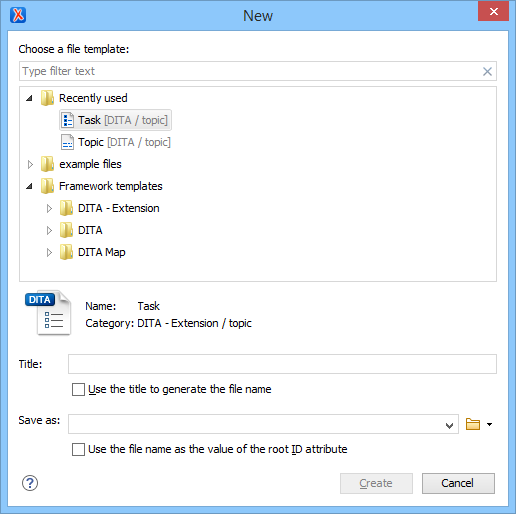 New
Choose a file template:
Type filter text
Recently used
Task [DITA / topic]
Topic [DITA / topic]
example files
Framework templates
DITA - Extension
DITA
DITA Map
DITA
Name: Task
Category: DITA - Extension / topic
Title:
Use the title to generate the file name
Save as:
Use the file name as the value of the root ID attribute
? Create Cancel